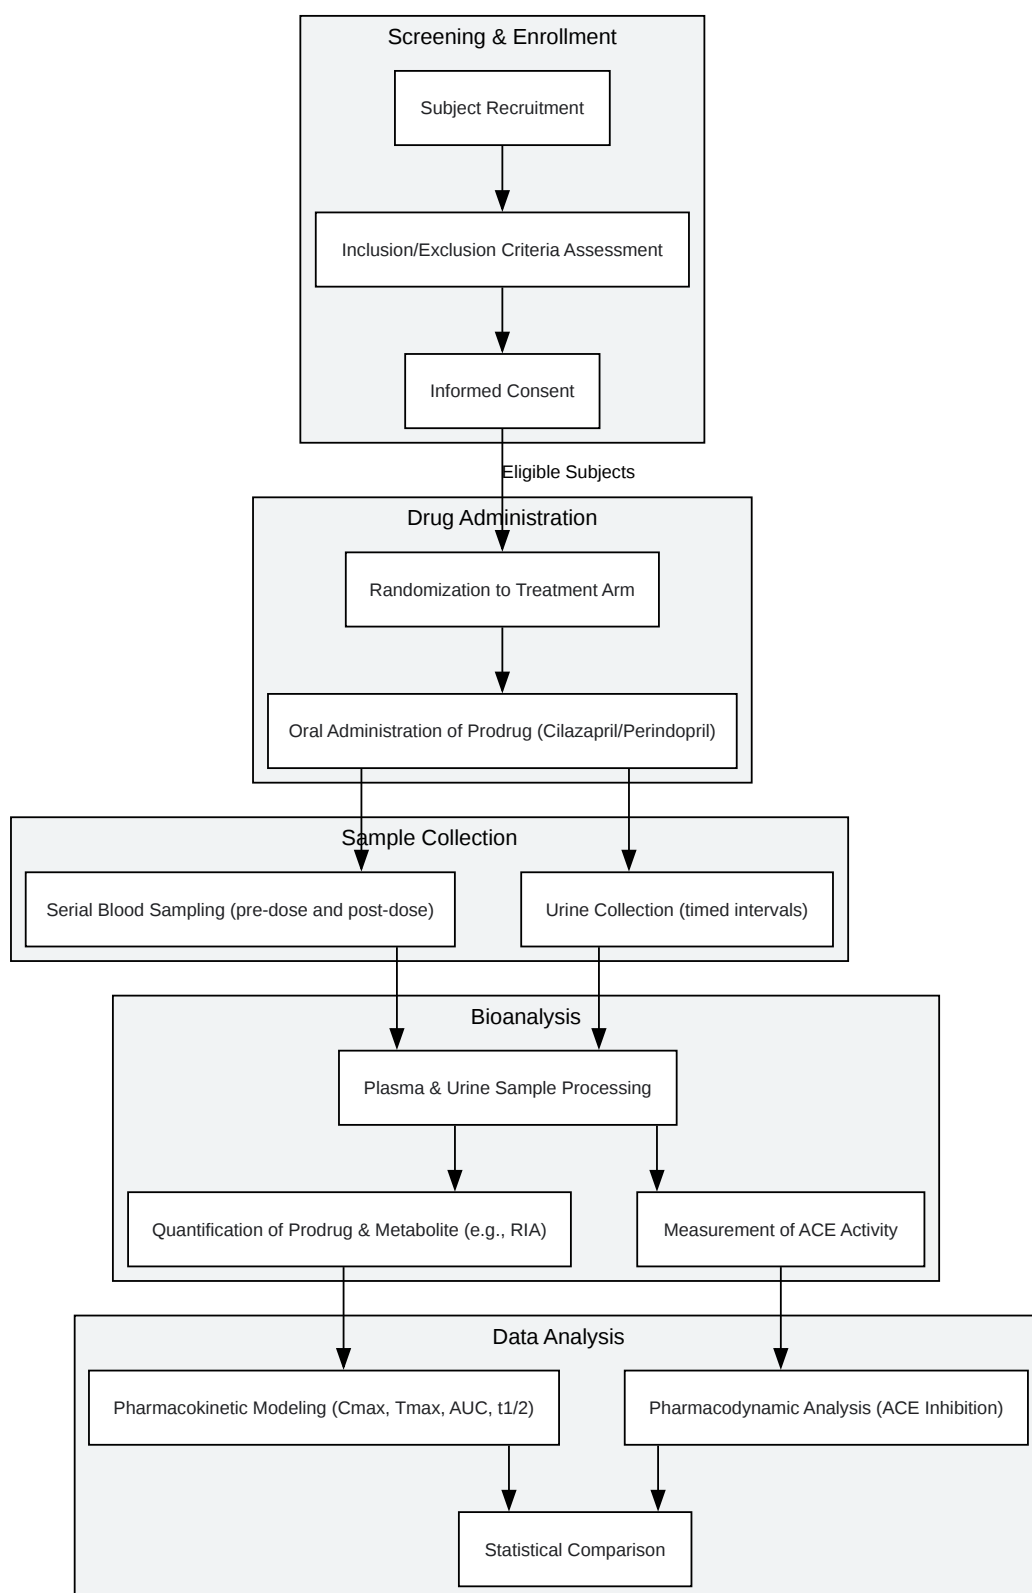 Screening & Enrollment
Subject Recruitment
Inclusion/Exclusion Criteria Assessment
Informed Consent
Eligible Subjects
Drug Administration
Randomization to Treatment Arm
Oral Administration of Prodrug (Cilazapril/Perindopril)
Sample Collection
Serial Blood Sampling (pre-dose and post-dose)
Urine Collection (timed intervals)
Bioanalysis
Plasma & Urine Sample Processing
Quantification of Prodrug & Metabolite (e.g., RIA)
Measurement of ACE Activity
Data Analysis
Pharmacokinetic Modeling (Cmax, Tmax, AUC, t1/2)
Pharmacodynamic Analysis (ACE Inhibition)
Statistical Comparison